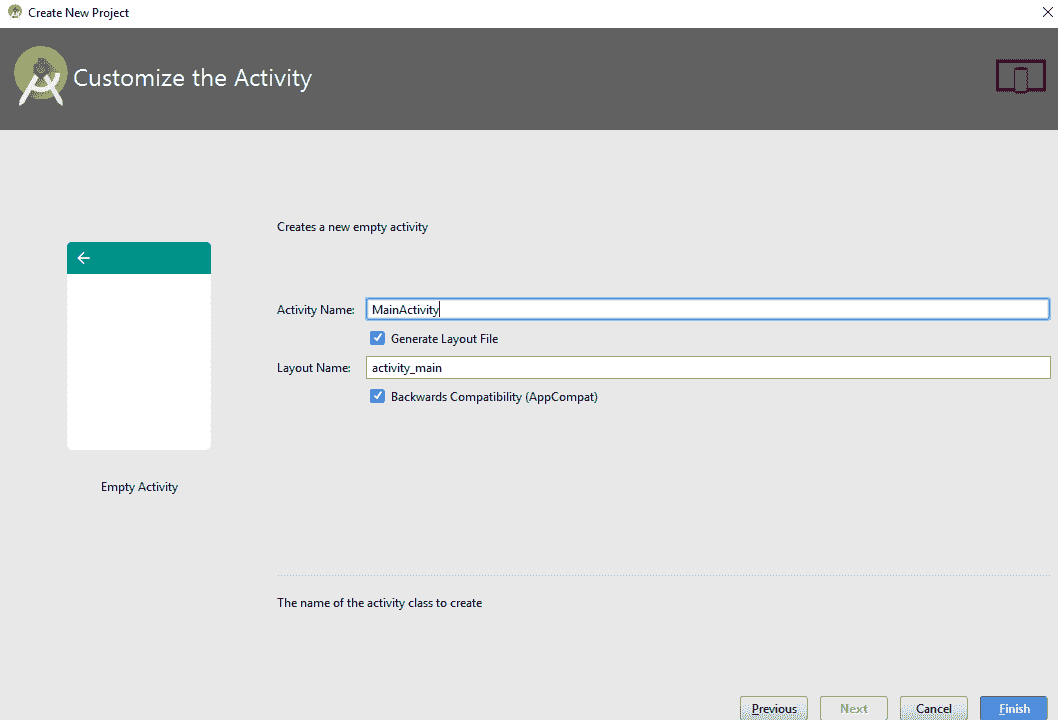 Create New Project
Customize the Activity
Creates a new empty activity
Activity Name: MainActivity
Generate Layout File
Layout Name: activity_main
Backwards Compatibility (AppCompat)
Empty Activity
The name of the activity class to create
Previous Next Cancel Finish